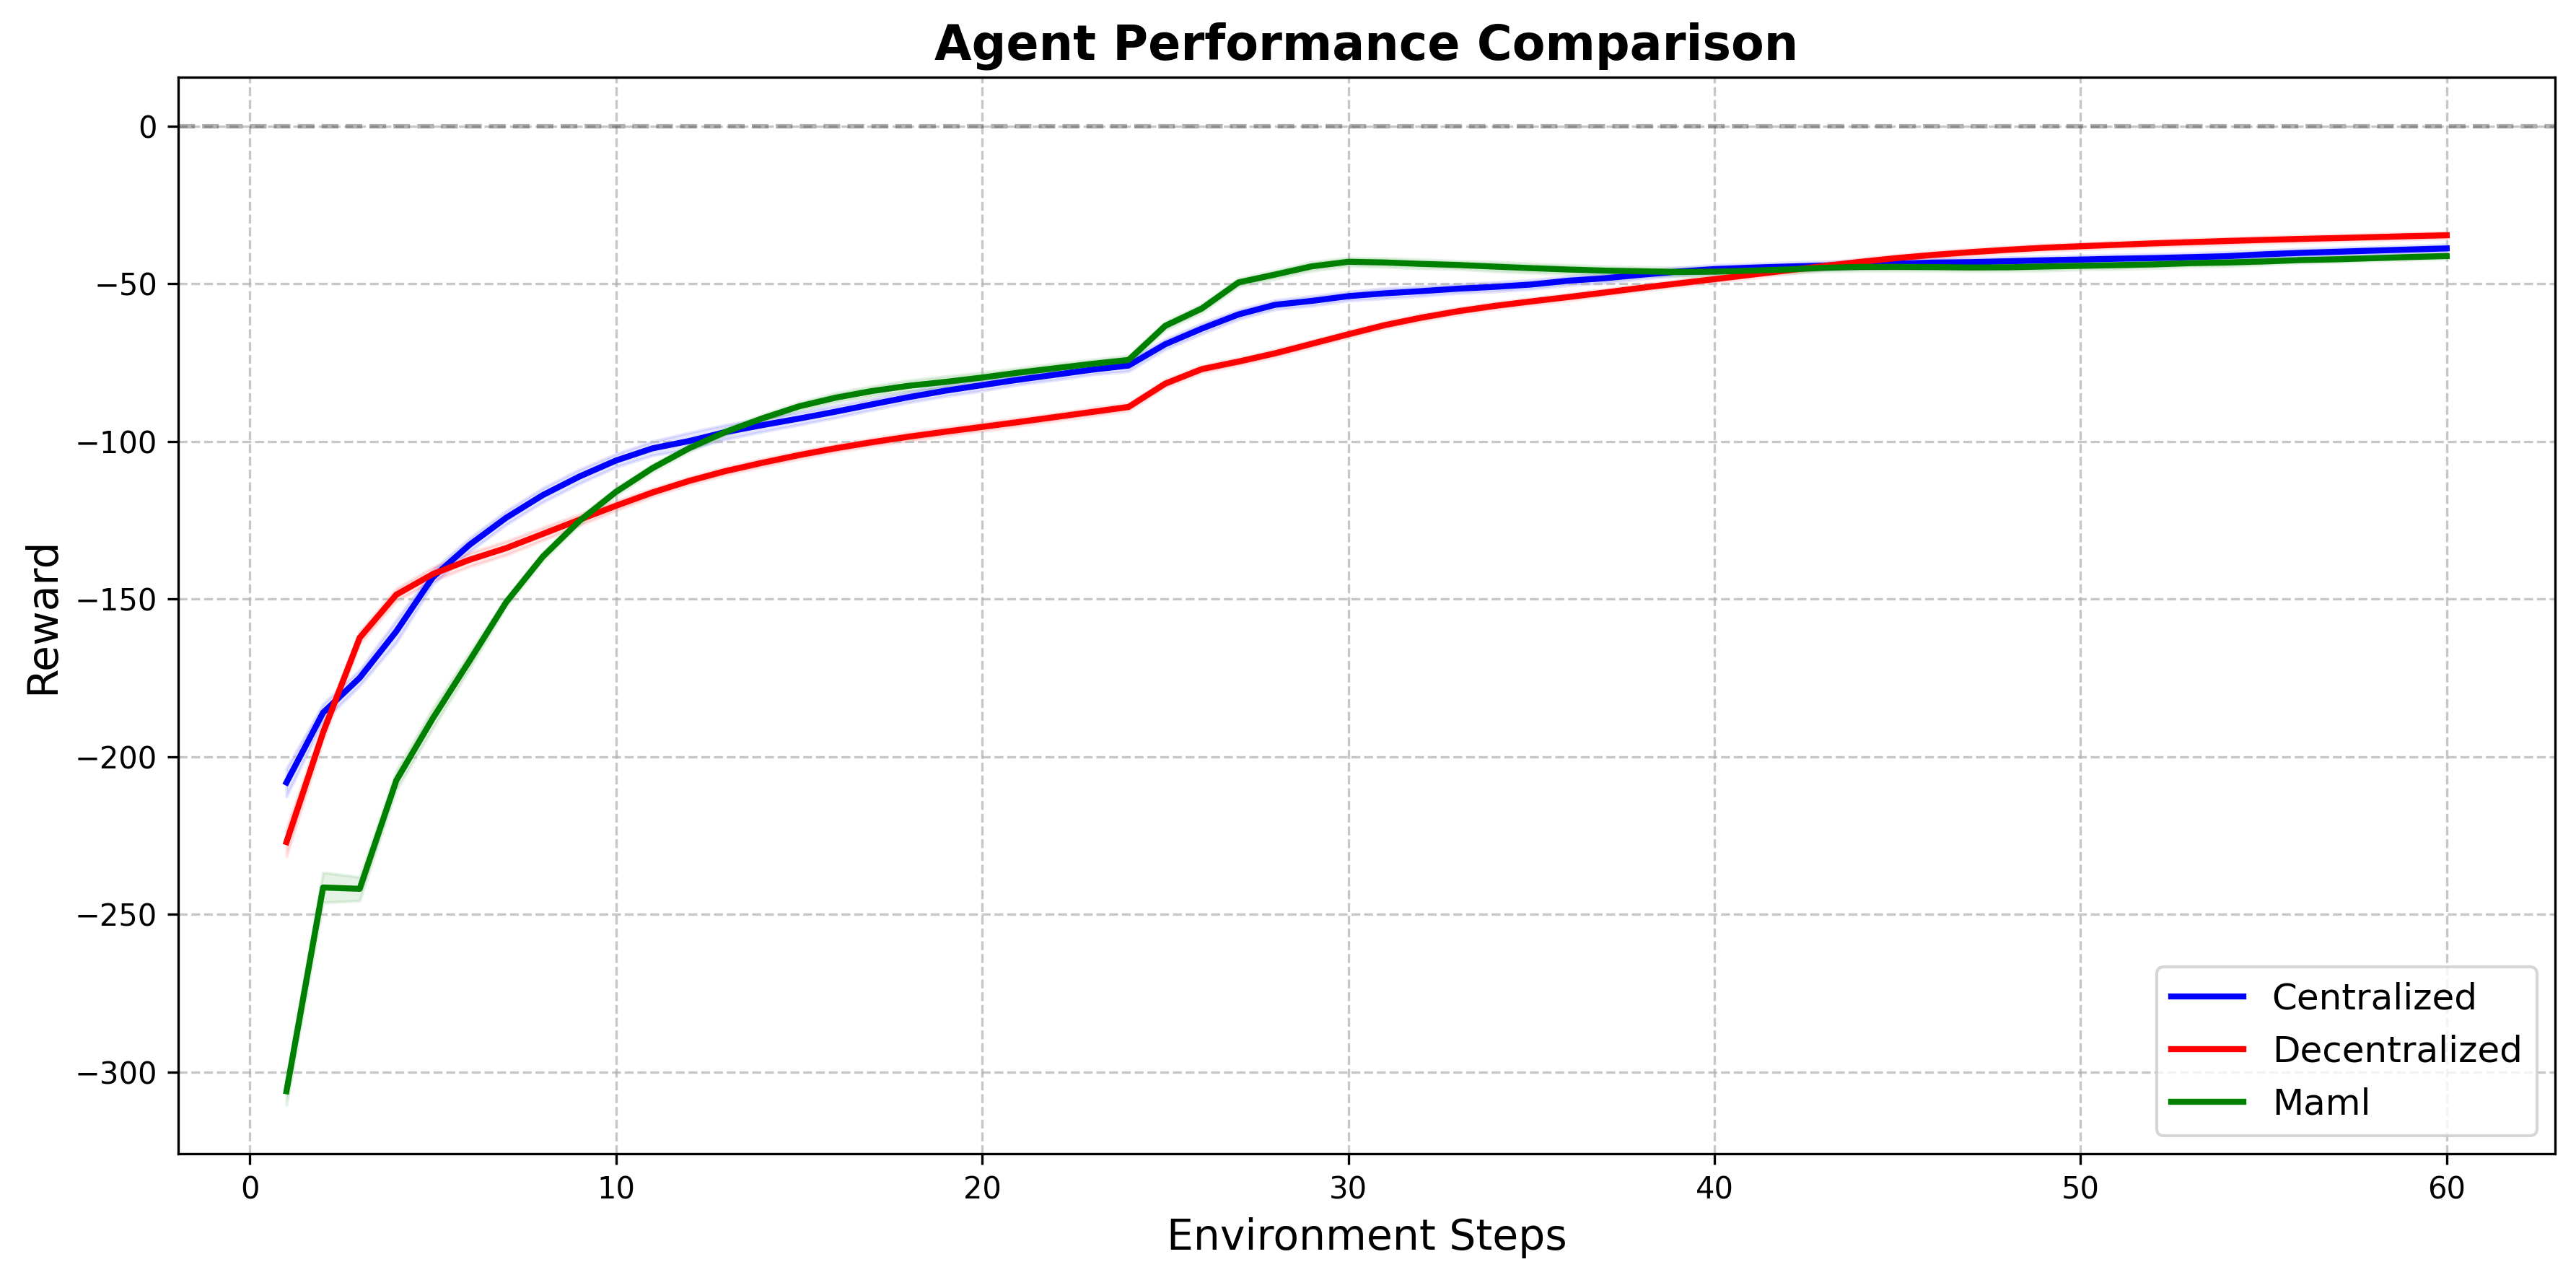 Agent Performance Comparison
0
−50
−100
−150
−200
−250
−300
Reward
0
10
20
30
40
50
60
Environment Steps
Centralized
Decentralized
Maml